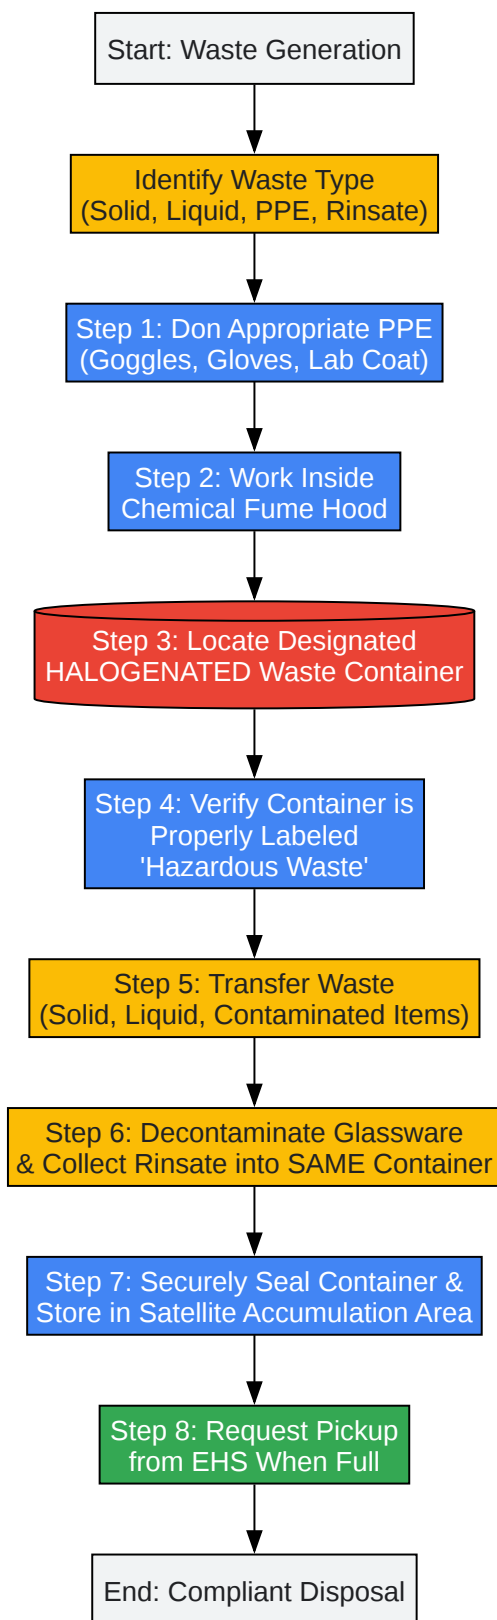 Start: Waste Generation
Identify Waste Type
(Solid, Liquid, PPE, Rinsate)
Step 1: Don Appropriate PPE
(Goggles, Gloves, Lab Coat)
Step 2: Work Inside
Chemical Fume Hood
Step 3: Locate Designated
HALOGENATED Waste Container
Step 4: Verify Container is
Properly Labeled
'Hazardous Waste'
Step 5: Transfer Waste
(Solid, Liquid, Contaminated Items)
Step 6: Decontaminate Glassware
& Collect Rinsate into SAME Container
Step 7: Securely Seal Container &
Store in Satellite Accumulation Area
Step 8: Request Pickup
from EHS When Full
End: Compliant Disposal